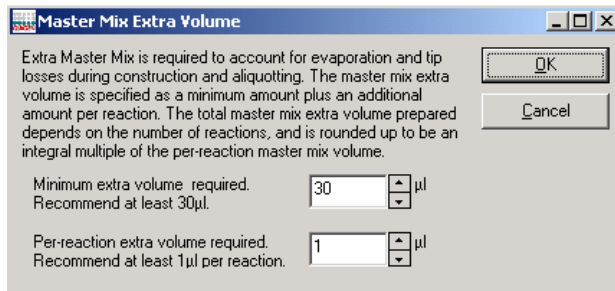 Master Mix Extra Volume
Extra Master Mix is required to account for evaporation and tip
losses during construction and aliquotting. The master mix extra
volume is specified as a minimum amount plus an additional
amount per reaction. The total master mix extra volume prepared
depends on the number of reactions, and is rounded up to be an
integral multiple of the per-reaction master mix volume.
OK
Cancel
Minimum extra volume required.
Recommend at least 30µl.
30 µl
Per-reaction extra volume required.
Recommend at least 1µl per reaction.
1 µl